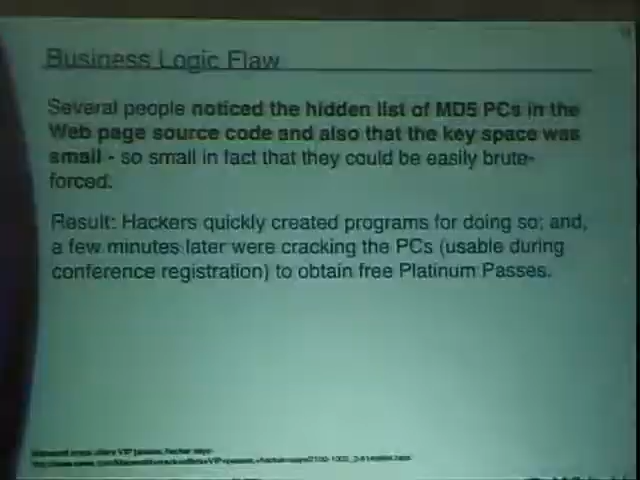 Business Logic Flaw
Several people noticed the hidden list of MD5 PCs in the
Web page source code and also that the key space was
small - so small in fact that they could be easily brute-
forced.
Result: Hackers quickly created programs for doing so; and,
a few minutes later were cracking the PCs (usable during
conference registration) to obtain free Platinum Passes.